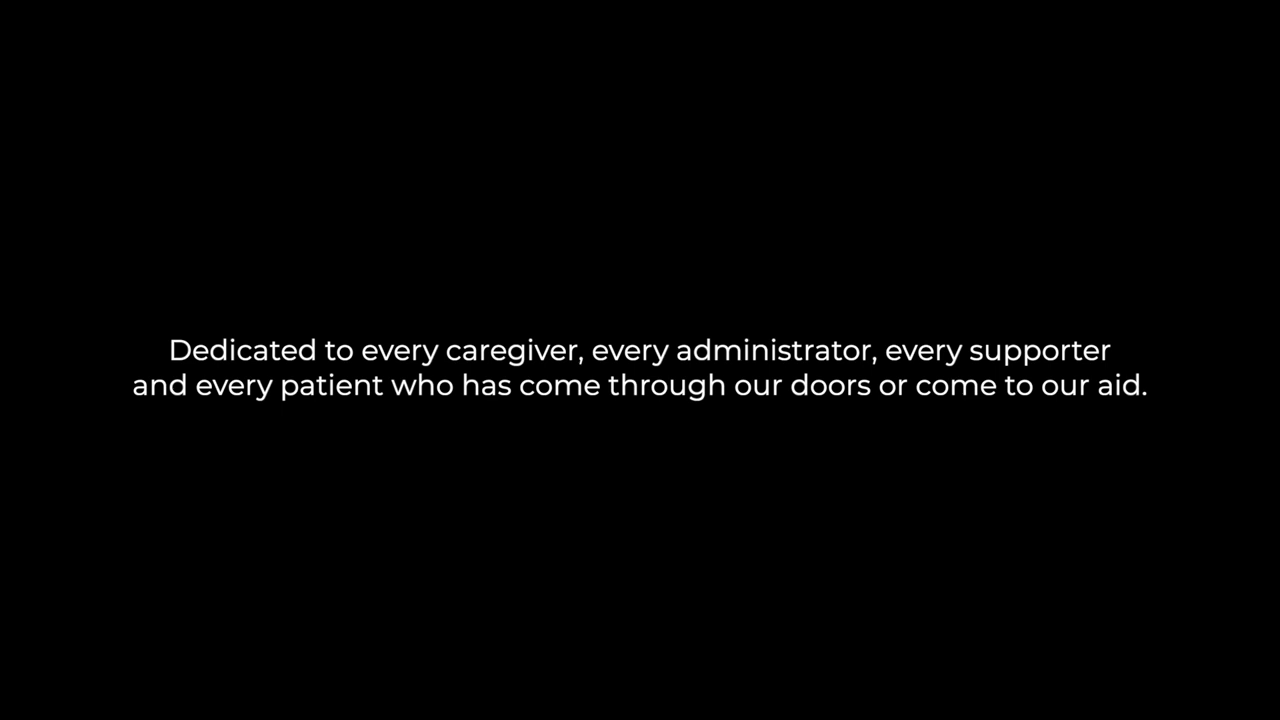 Dedicated to every caregiver, every administrator, every supporter
and every patient who has come through our doors or come to our aid.